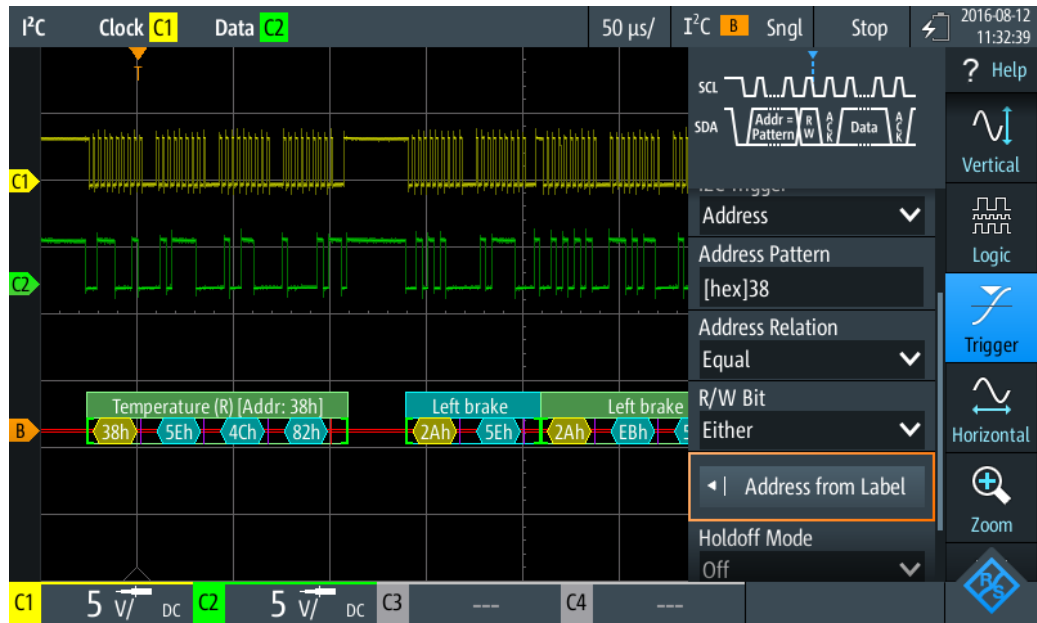 I²C Clock C1 Data C2 50 µs/ I²C B Sngl Stop 2016-08-12
11:32:39
? Help
T
SCL
SDA Addr = Pattern R W A c k Data A c k
Vertical
C1
I2C Trigger
Address
Logic
Address Pattern
C2
[hex]38
Address Relation
Trigger
Equal
Temperature (R) [Addr: 38h] Left brake Left brake
R/W Bit
B 38h 5Eh 4Ch 82h 2Ah 5Eh 2Ah EBh 5
Either
Horizontal
Address from Label
Zoom
Holdoff Mode
Off
R&S
C1 5 V/ DC C2 5 V/ DC C3 --- C4 ---